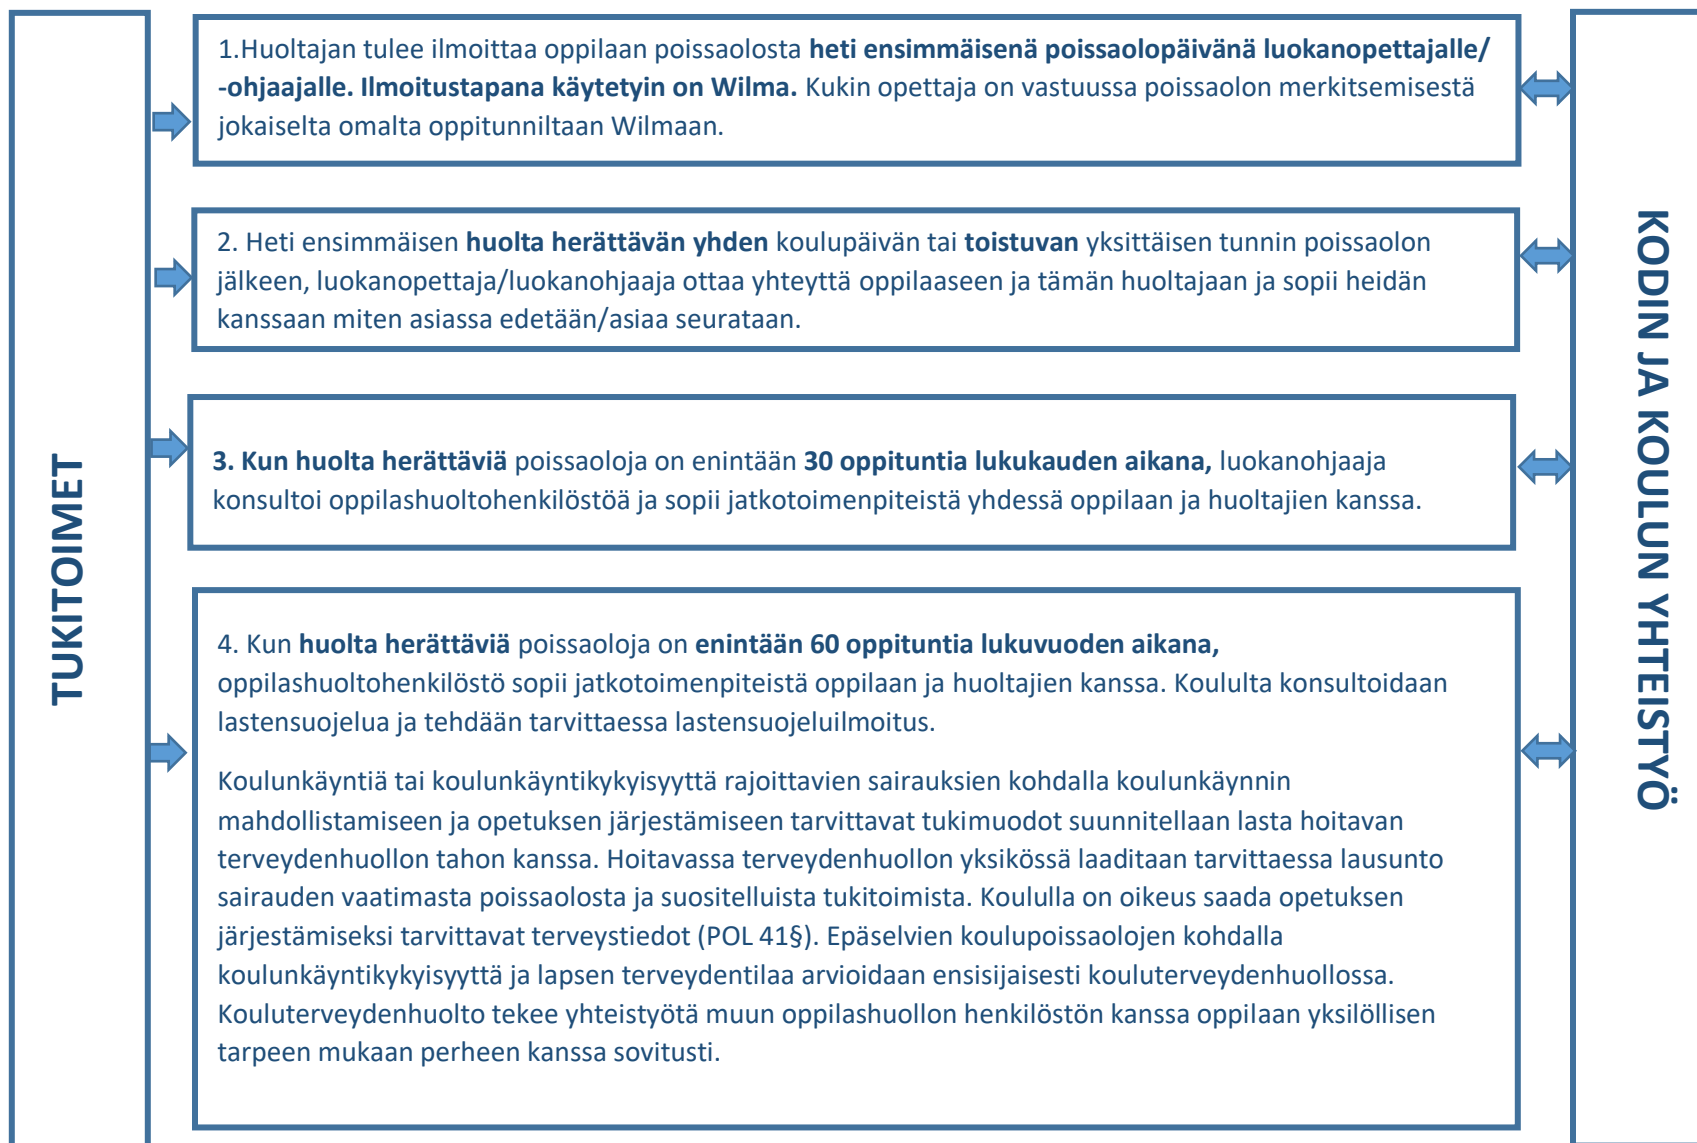 TUKITOIMET
1.Huoltajan tulee ilmoittaa oppilaan poissaolosta heti ensimmäisenä poissaolopäivänä luokanopettajalle/
-ohjaajalle. Ilmoitustapana käytetyin on Wilma. Kukin opettaja on vastuussa poissaolon merkitsemisestä
jokaiselta omalta oppitunniltaan Wilmaan.
2. Heti ensimmäisen huolta herättävän yhden koulupäivän tai toistuvan yksittäisen tunnin poissaolon
jälkeen, luokanopettaja/luokanohjaaja ottaa yhteyttä oppilaaseen ja tämän huoltajaan ja sopii heidän
kanssaan miten asiassa edetään/asiaa seurataan.
3. Kun huolta herättäviä poissaoloja on enintään 30 oppituntia lukukauden aikana, luokanohjaaja
konsultoi oppilashuoltohenkilöstöä ja sopii jatkotoimenpiteistä yhdessä oppilaan ja huoltajien kanssa.
4. Kun huolta herättäviä poissaoloja on enintään 60 oppituntia lukuvuoden aikana,
oppilashuoltohenkilöstö sopii jatkotoimenpiteistä oppilaan ja huoltajien kanssa. Koululta konsultoidaan
lastensuojelua ja tehdään tarvittaessa lastensuojeluilmoitus.
Koulunkäyntiä tai koulunkäyntikykyisyyttä rajoittavien sairauksien kohdalla koulunkäynnin
mahdollistamiseen ja opetuksen järjestämiseen tarvittavat tukimuodot suunnitellaan lasta hoitavan
terveydenhuollon tahon kanssa. Hoitavassa terveydenhuollon yksikössä laaditaan tarvittaessa lausunto
sairauden vaatimasta poissaolosta ja suositelluista tukitoimista. Koululla on oikeus saada opetuksen
järjestämiseksi tarvittavat terveystiedot (POL 41§). Epäselvien koulupoissaolojen kohdalla
koulunkäyntikykyisyyttä ja lapsen terveydentilaa arvioidaan ensisijaisesti kouluterveydenhuollossa.
Kouluterveydenhuolto tekee yhteistyötä muun oppilashuollon henkilöstön kanssa oppilaan yksilöllisen
tarpeen mukaan perheen kanssa sovitusti.
KODIN JA KOULUN YHTEISTYÖ